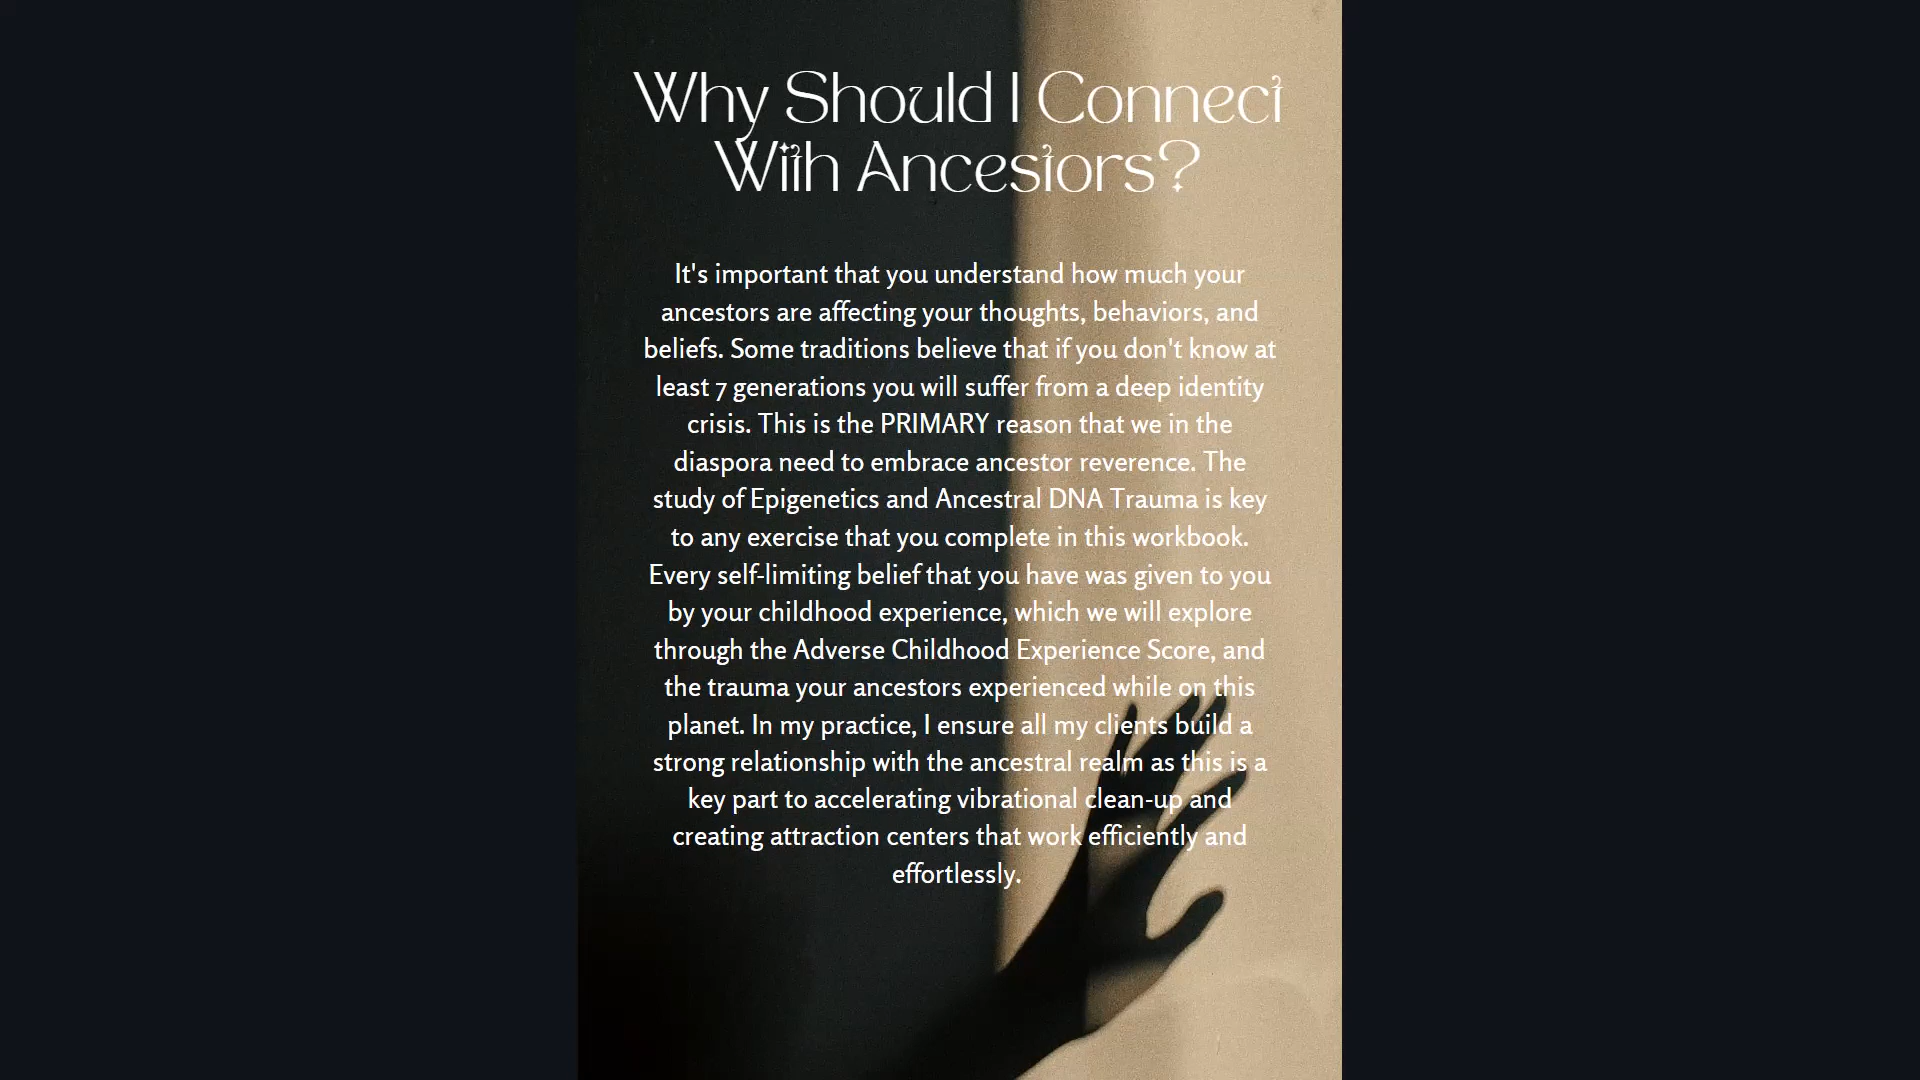 Why Should I Connect
With Ancestors?
It's important that you understand how much your
ancestors are affecting your thoughts, behaviors, and
beliefs. Some traditions believe that if you don't know at
least 7 generations you will suffer from a deep identity
crisis. This is the PRIMARY reason that we in the
diaspora need to embrace ancestor reverence. The
study of Epigenetics and Ancestral DNA Trauma is key
to any exercise that you complete in this workbook.
Every self-limiting belief that you have was given to you
by your childhood experience, which we will explore
through the Adverse Childhood Experience Score, and
the trauma your ancestors experienced while on this
planet. In my practice, I ensure all my clients build a
strong relationship with the ancestral realm as this is a
key part to accelerating vibrational clean-up and
creating attraction centers that work efficiently and
effortlessly.